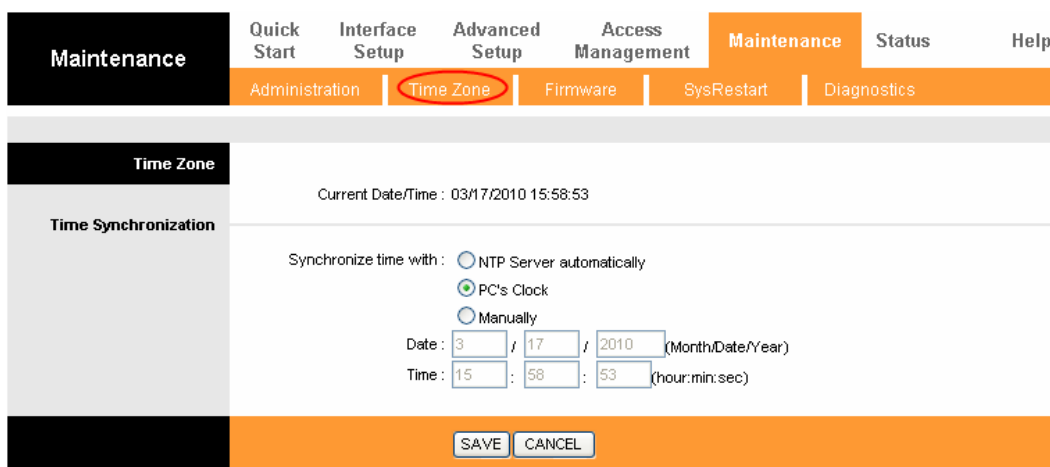 Maintenance
Quick Start
Interface Setup
Advanced Setup
Access Management
Maintenance
Status
Help
Administration
Time Zone
Firmware
SysRestart
Diagnostics
Time Zone
Current Date/Time : 03/17/2010 15:58:53
Time Synchronization
Synchronize time with : NTP Server automatically
PC's Clock
Manually
Date : 3 / 17 / 2010 (Month/Date/Year)
Time : 15 : 58 : 53 (hour:min:sec)
SAVE CANCEL